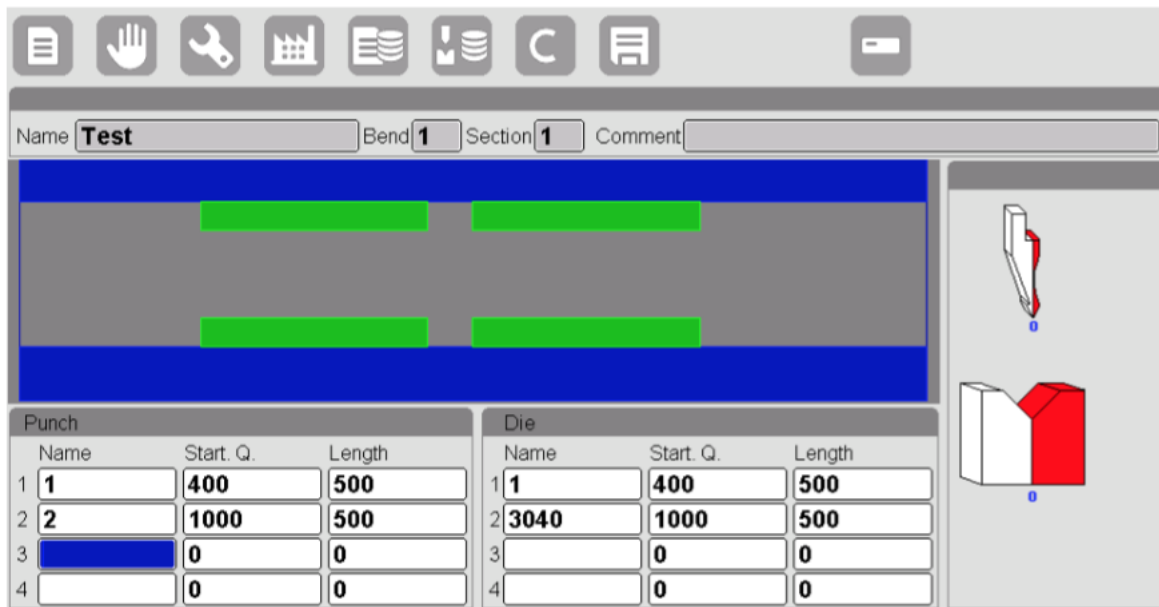 C
Name Test Bend 1 Section 1 Comment
0
0
Punch
Name Start. Q. Length
1 1 400 500
2 2 1000 500
3 0 0
4 0 0
Die
Name Start. Q. Length
1 1 400 500
2 3040 1000 500
3 0 0
4 0 0